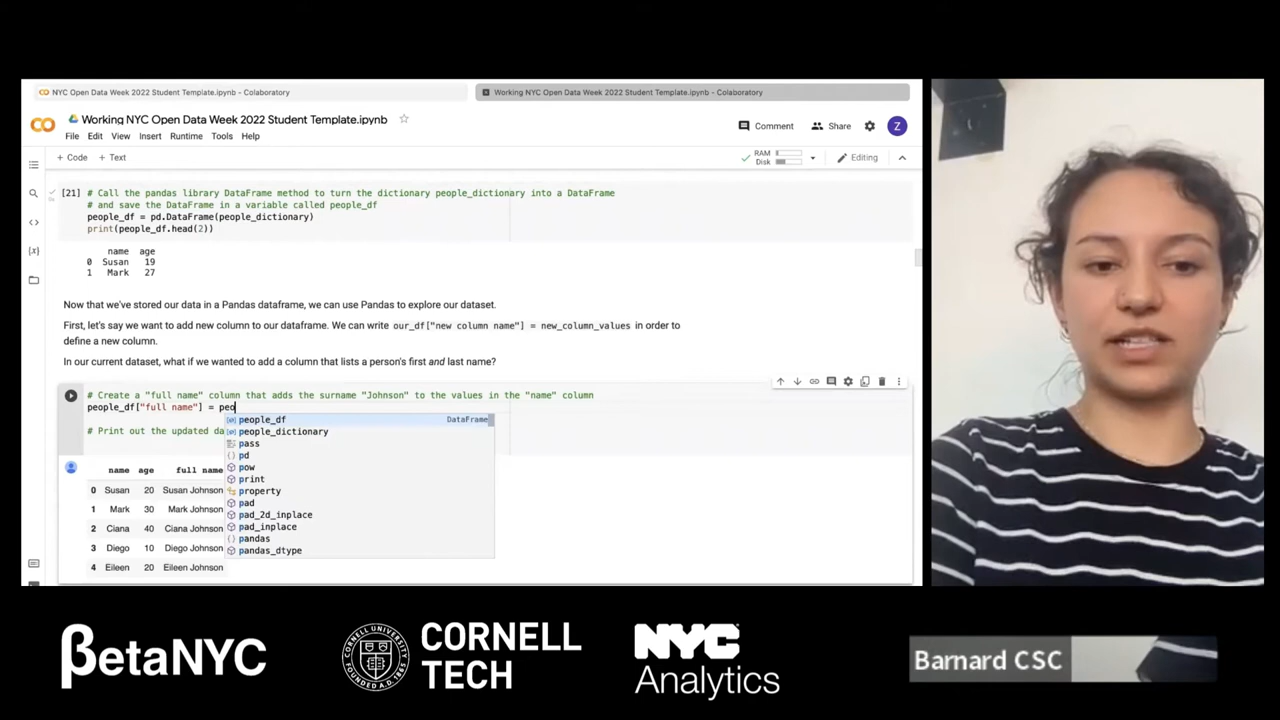 NYC Open Data Week 2022 Student Template.ipynb - Colaboratory
Working NYC Open Data Week 2022 Student Template.ipynb - Colaboratory
Working NYC Open Data Week 2022 Student Template.ipynb
Comment Share Z
File Edit View Insert Runtime Tools Help
+ Code + Text
RAM
Disk
Editing
[21] # Call the pandas library DataFrame method to turn the dictionary people_dictionary into a DataFrame
# and save the DataFrame in a variable called people_df
people_df = pd.DataFrame(people_dictionary)
print(people_df.head(2))
name age
0 Susan 19
1 Mark 27
Now that we've stored our data in a Pandas dataframe, we can use Pandas to explore our dataset.
First, let's say we want to add new column to our dataframe. We can write our_df["new column name"] = new_column_values in order to
define a new column.
In our current dataset, what if we wanted to add a column that lists a person's first and last name?
# Create a "full name" column that adds the surname "Johnson" to the values in the "name" column
people_df["full name"] = peo
people_df DataFrame
people_dictionary
# Print out the updated da
pass
pd
pow
print
property
pad
pad_2d_inplace
pad_inplace
pandas
pandas_dtype
name age full name
0 Susan 20 Susan Johnson
1 Mark 30 Mark Johnson
2 Ciana 40 Ciana Johnson
3 Diego 10 Diego Johnson
4 Eileen 20 Eileen Johnson
βetaNYC
CORNELL UNIVERSITY
FOUNDED A.D. 1865
CORNELL
TECH
NYC
Analytics
Barnard CSC